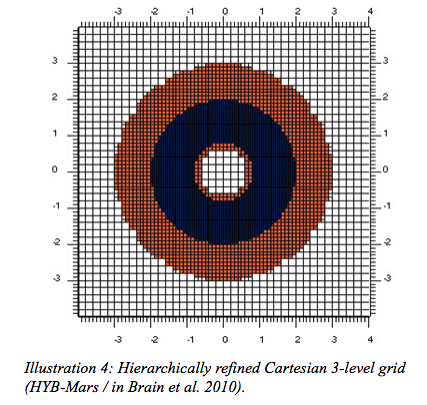 -3 -2 -1 0 1 2 3 4
3 3
2 2
1 1
0 0
-1 -1
-2 -2
-3 -3
-3 -2 -1 0 1 2 3 4
Illustration 4: Hierarchically refined Cartesian 3-level grid
(HYB-Mars / in Brain et al. 2010).